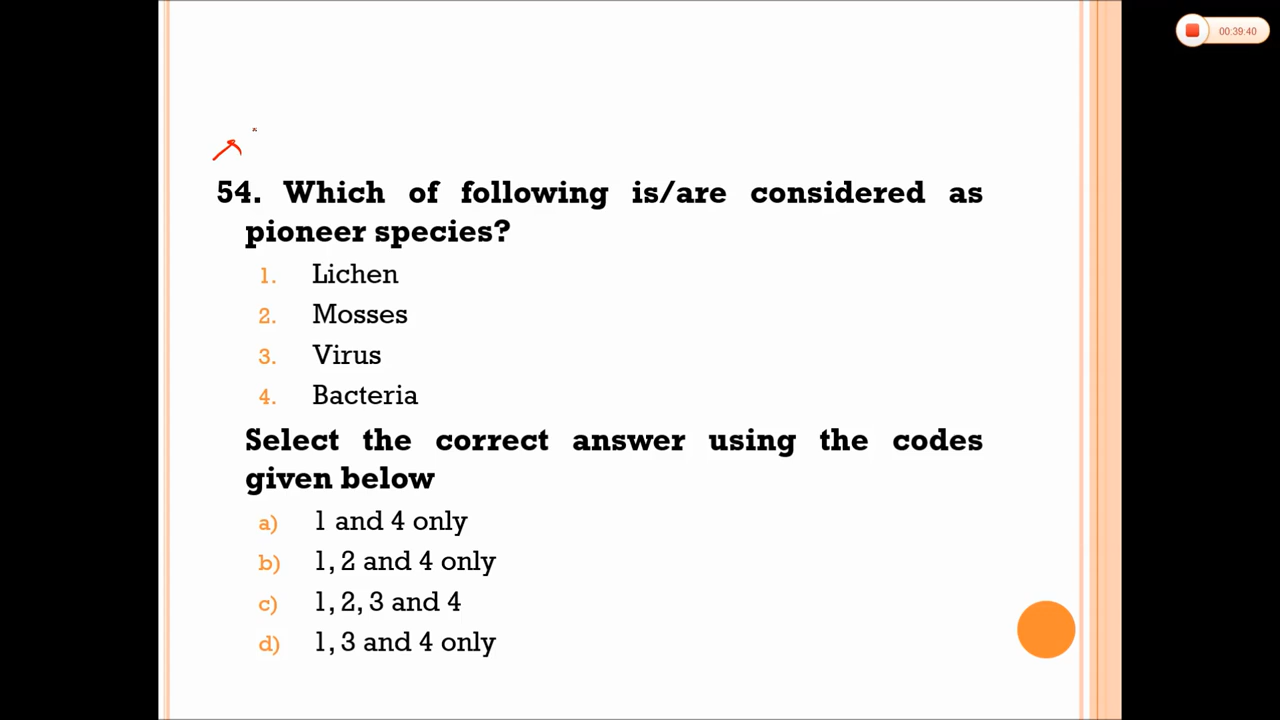 00:39:40
54. Which of following is/are considered as
pioneer species?
1. Lichen
2. Mosses
3. Virus
4. Bacteria
Select the correct answer using the codes
given below
a) 1 and 4 only
b) 1, 2 and 4 only
c) 1, 2, 3 and 4
d) 1, 3 and 4 only